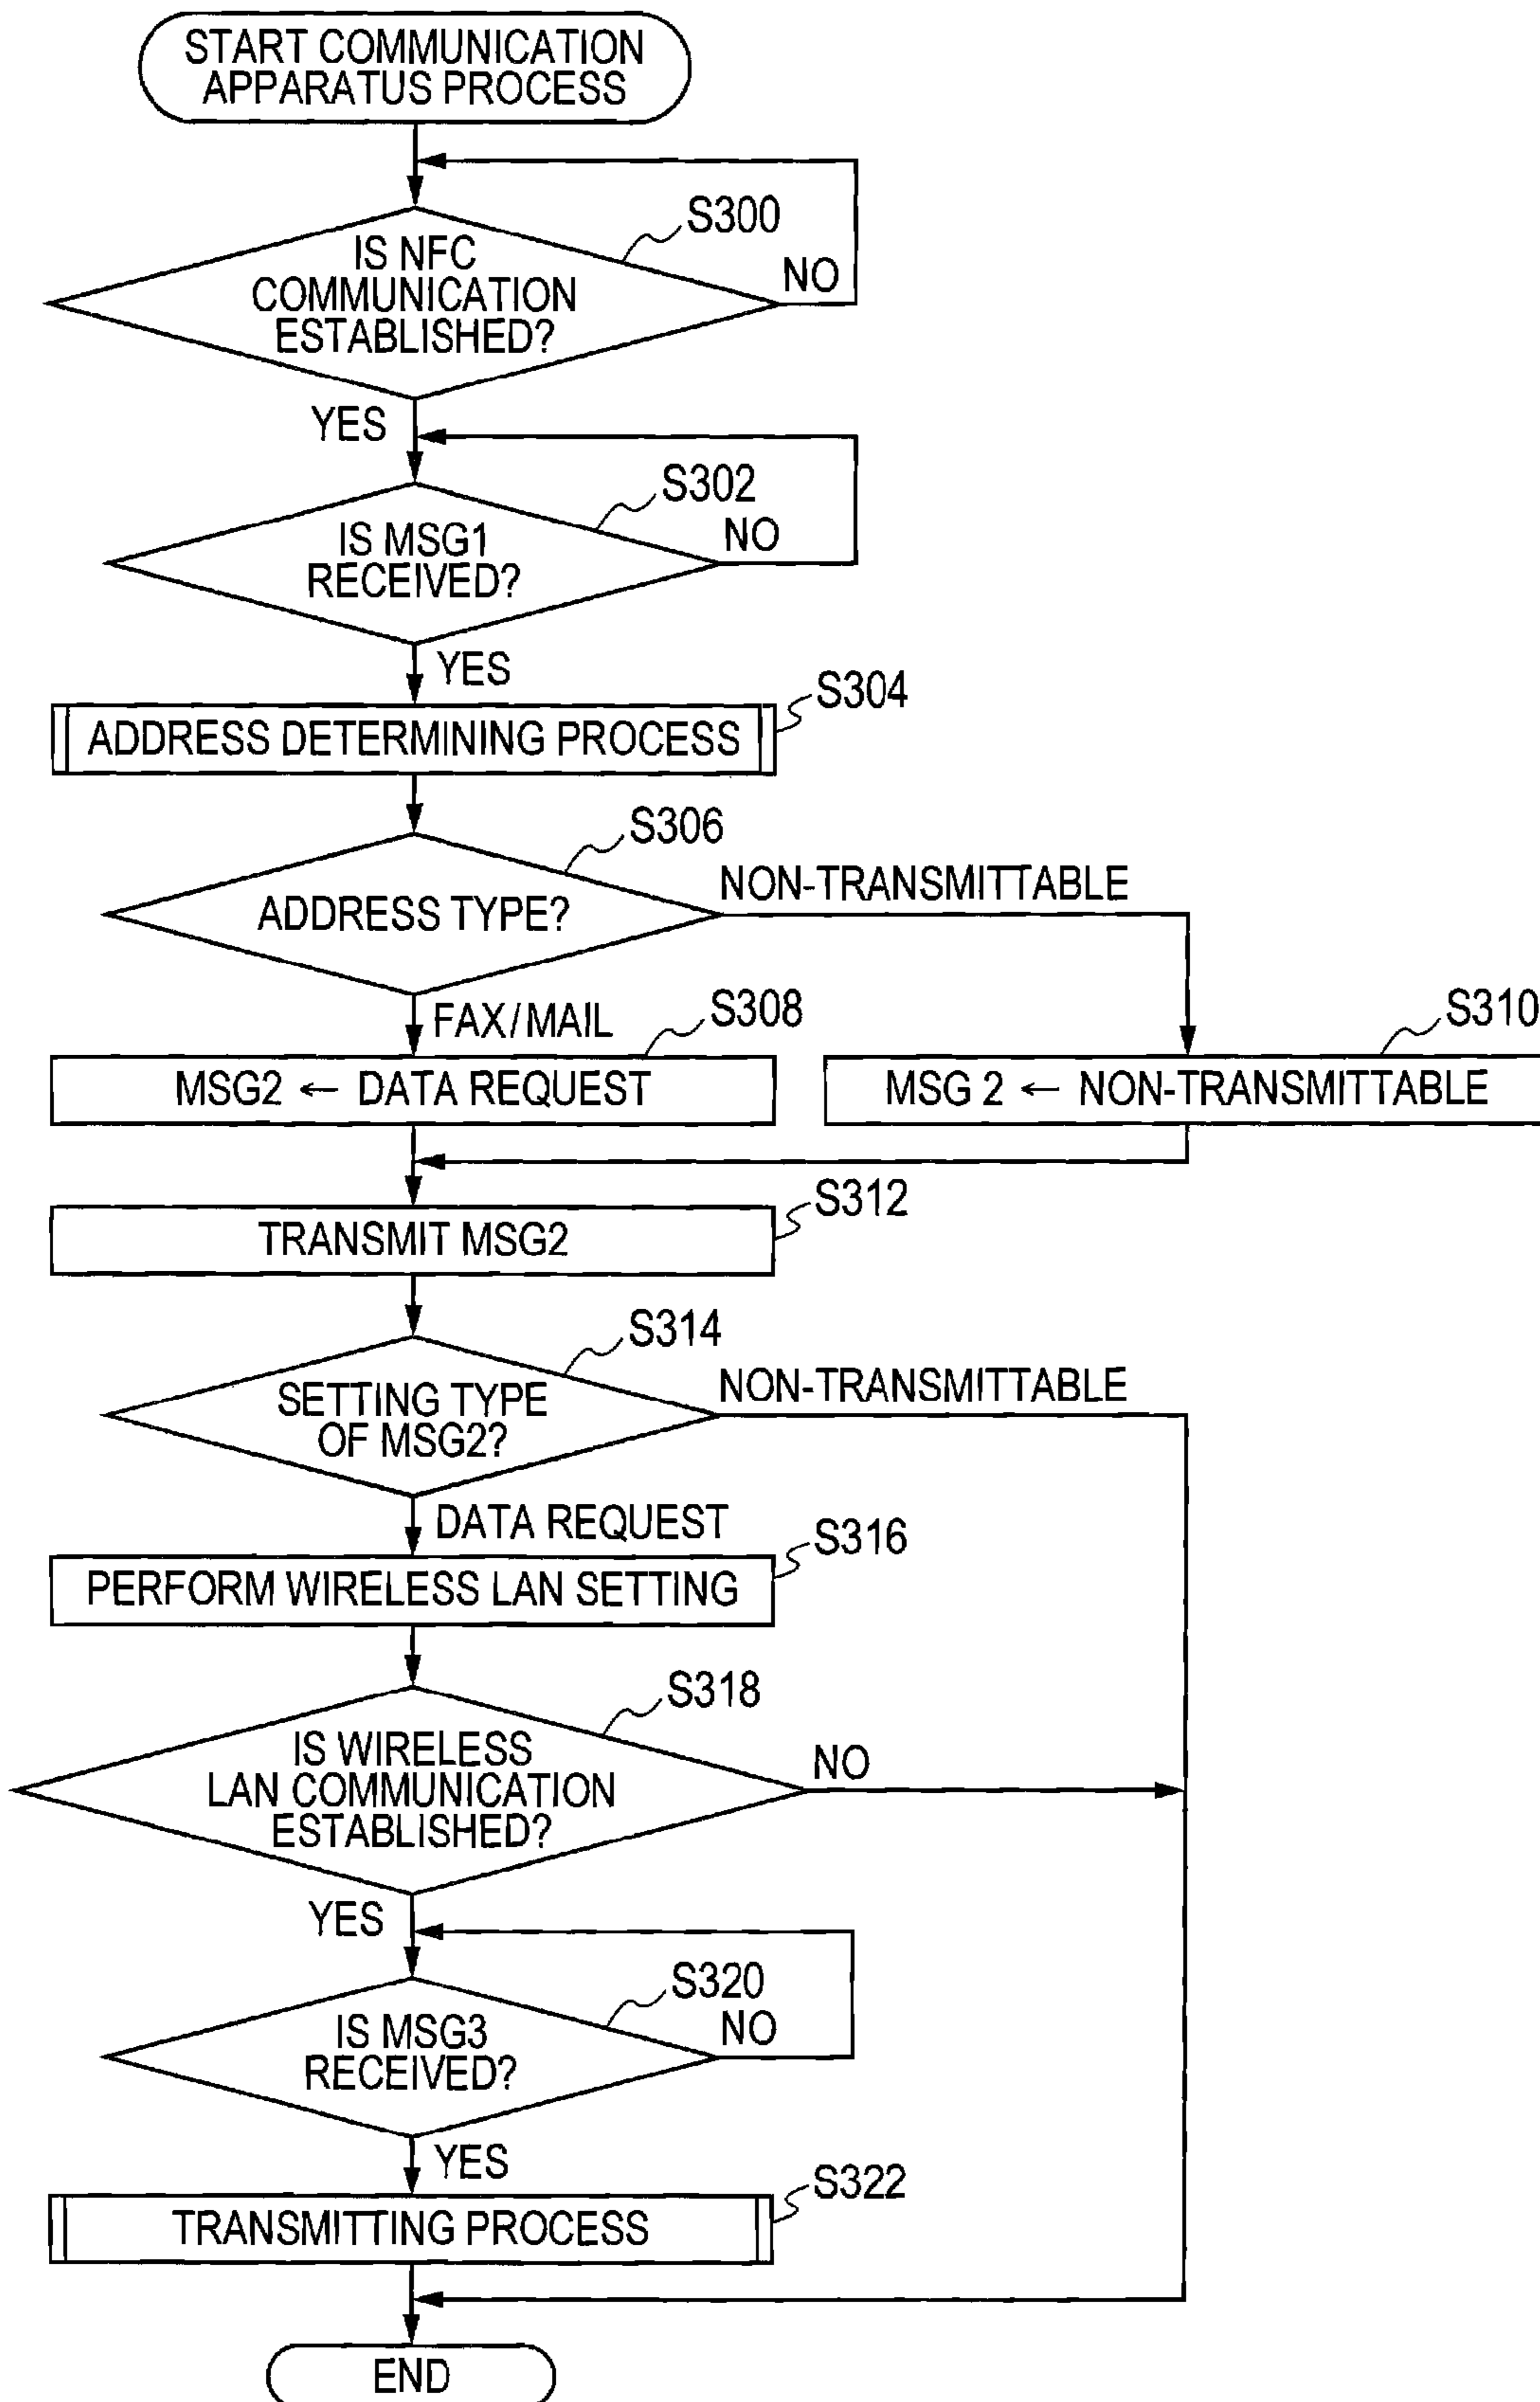 START COMMUNICATION
APPARATUS PROCESS
S300
IS NFC
COMMUNICATION
ESTABLISHED?
NO
YES
S302
IS MSG1
RECEIVED?
NO
YES
S304
ADDRESS DETERMINING PROCESS
S306
ADDRESS TYPE?
NON-TRANSMITTABLE
FAX/MAIL
S308
S310
MSG2 ← DATA REQUEST
MSG 2 ← NON-TRANSMITTABLE
S312
TRANSMIT MSG2
S314
SETTING TYPE
OF MSG2?
NON-TRANSMITTABLE
DATA REQUEST
S316
PERFORM WIRELESS LAN SETTING
S318
IS WIRELESS
LAN COMMUNICATION
ESTABLISHED?
NO
YES
S320
IS MSG3
RECEIVED?
NO
YES
S322
TRANSMITTING PROCESS
END